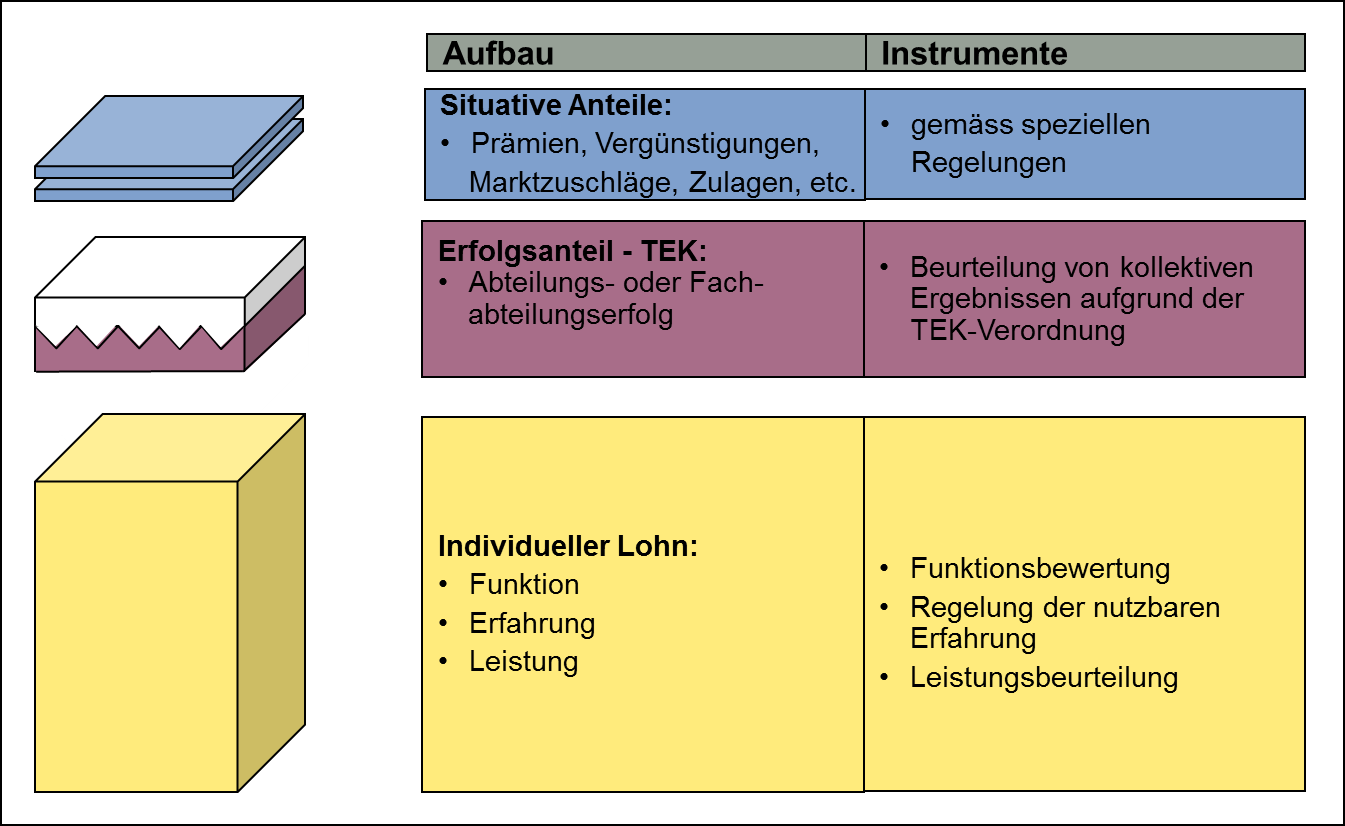 Aufbau
Instrumente
Situative Anteile:
• Prämien, Vergünstigungen,
Marktzuschläge, Zulagen, etc.
• gemäss speziellen
Regelungen
Erfolgsanteil - TEK:
• Abteilungs- oder Fach-
abteilungserfolg
• Beurteilung von kollektiven
Ergebnissen aufgrund der
TEK-Verordnung
Individueller Lohn:
• Funktion
• Erfahrung
• Leistung
• Funktionsbewertung
• Regelung der nutzbaren
Erfahrung
• Leistungsbeurteilung